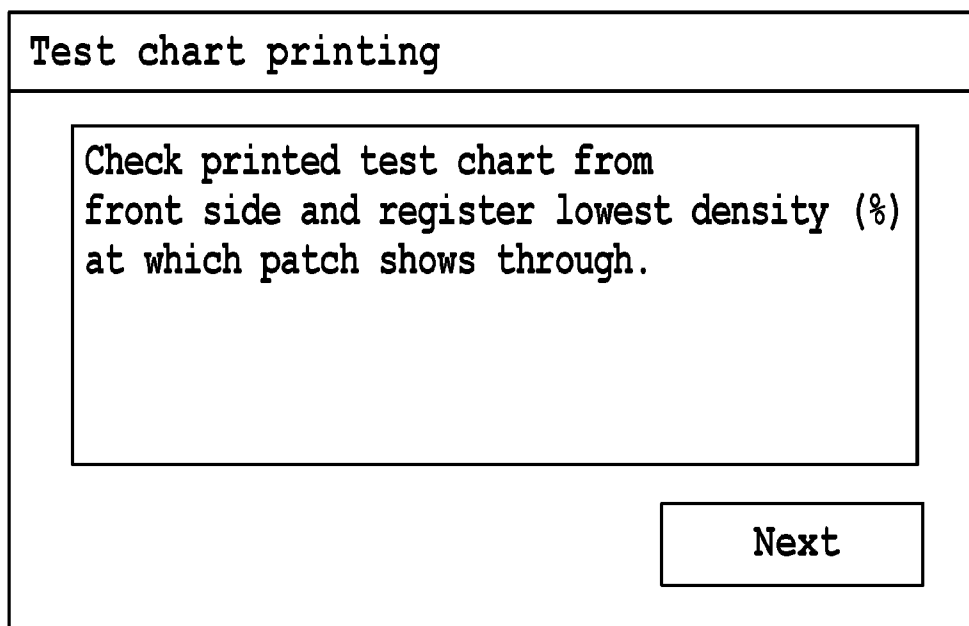 Test chart printing
Check printed test chart from
front side and register lowest density (%)
at which patch shows through.
Next